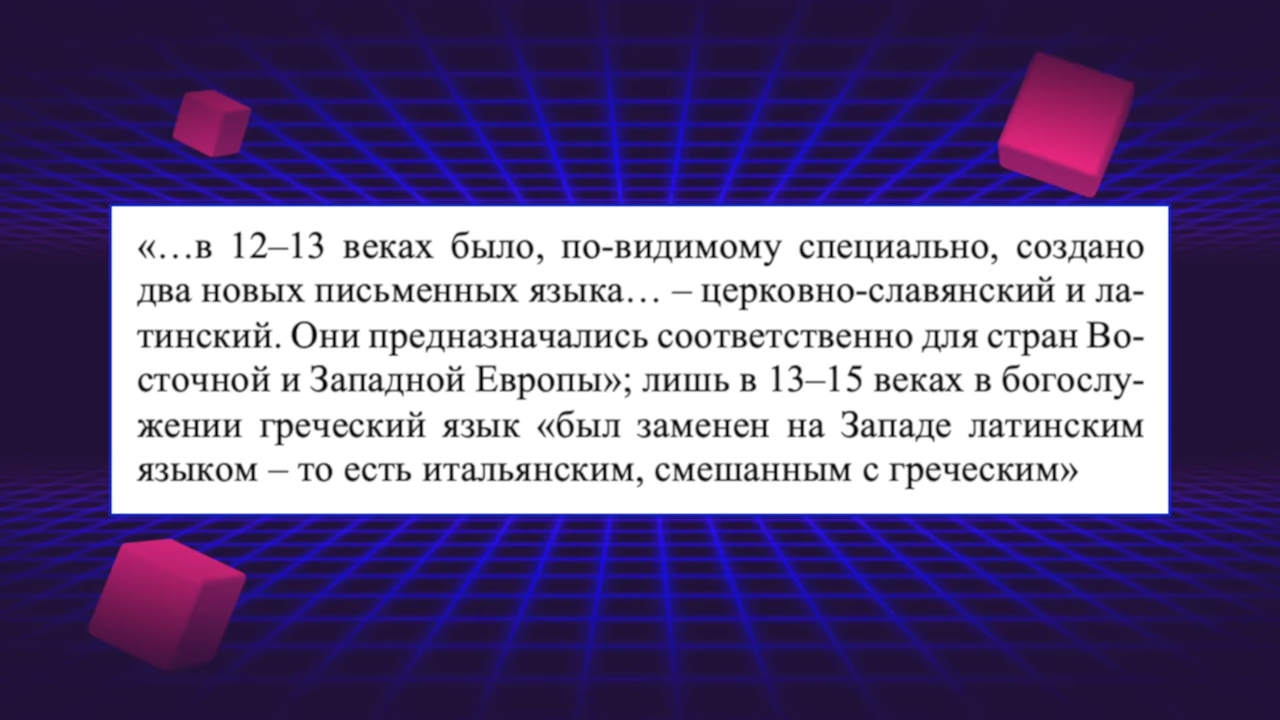 «…в 12–13 веках было, по-видимому специально, создано
два новых письменных языка… – церковно-славянский и ла-
тинский. Они предназначались соответственно для стран Во-
сточной и Западной Европы»; лишь в 13–15 веках в богослу-
жении греческий язык «был заменен на Западе латинским
языком – то есть итальянским, смешанным с греческим»